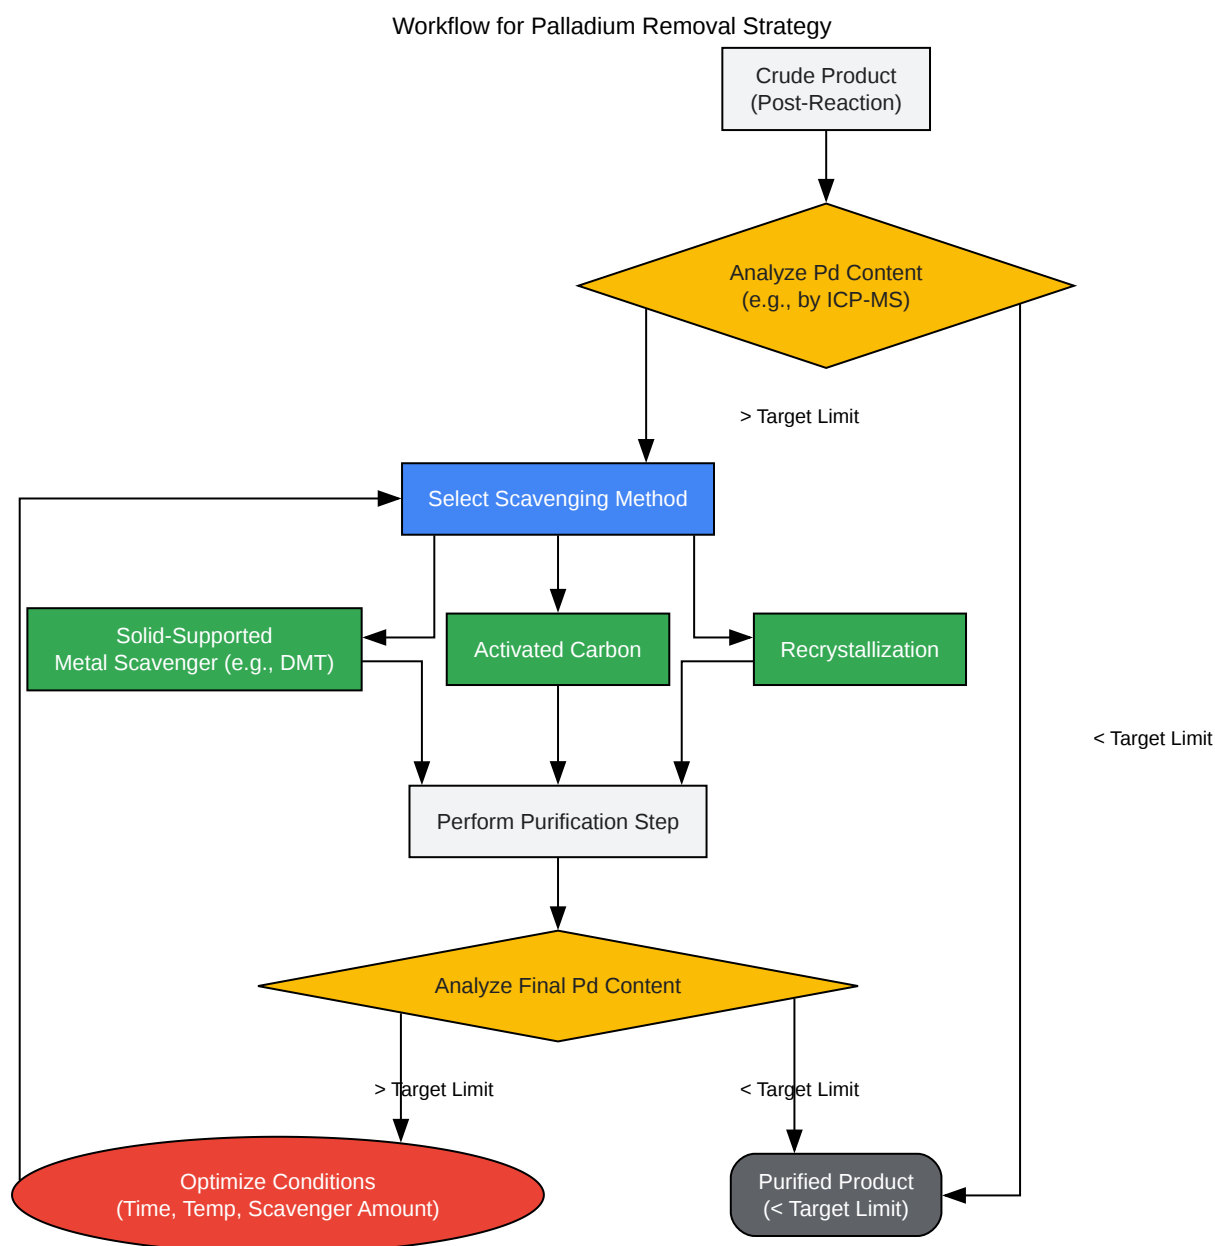 Workflow for Palladium Removal Strategy
Crude Product
(Post-Reaction)
Analyze Pd Content
(e.g., by ICP-MS)
> Target Limit
Select Scavenging Method
Solid-Supported
Metal Scavenger (e.g., DMT)
Activated Carbon
Recrystallization
< Target Limit
Perform Purification Step
Analyze Final Pd Content
> Target Limit
< Target Limit
Optimize Conditions
(Time, Temp, Scavenger Amount)
Purified Product
(< Target Limit)